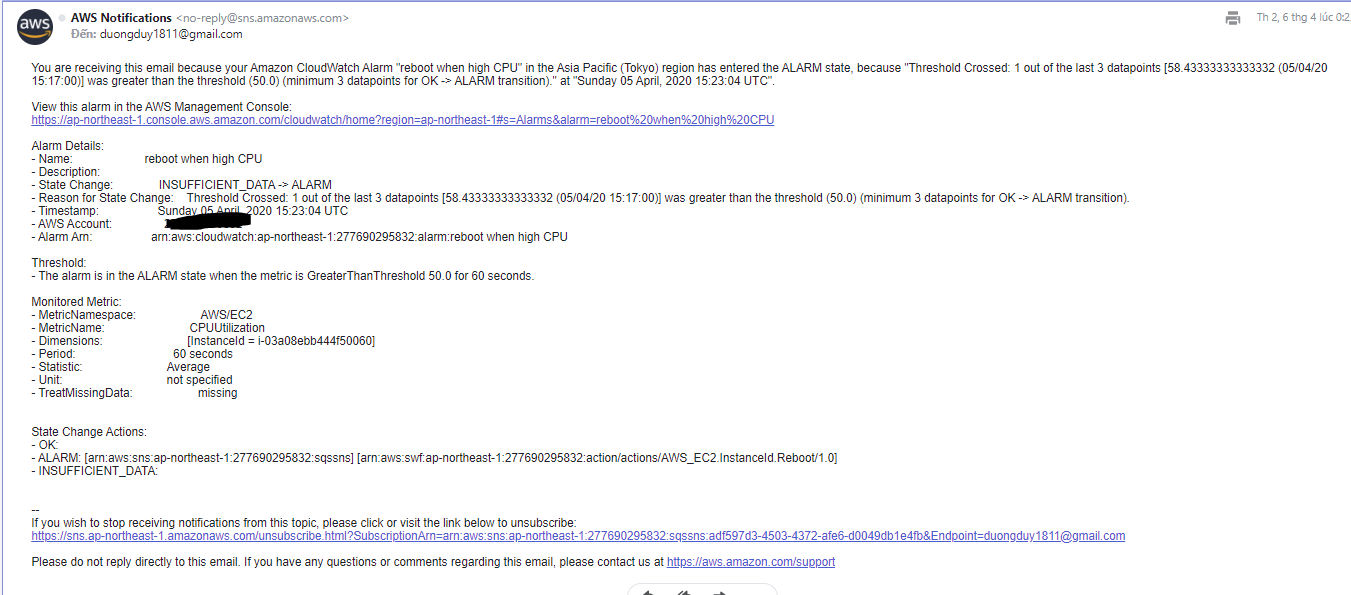 aws
AWS Notifications <no-reply@sns.amazonaws.com>
Th 2, 6 thg 4 lúc 0:2
Đến: duongduy1811@gmail.com
You are receiving this email because your Amazon CloudWatch Alarm "reboot when high CPU" in the Asia Pacific (Tokyo) region has entered the ALARM state, because "Threshold Crossed: 1 out of the last 3 datapoints [58.43333333333332 (05/04/20
15:17:00)] was greater than the threshold (50.0) (minimum 3 datapoints for OK -> ALARM transition)." at "Sunday 05 April, 2020 15:23:04 UTC".
View this alarm in the AWS Management Console:
https://ap-northeast-1.console.aws.amazon.com/cloudwatch/home?region=ap-northeast-1#s=Alarms&alarm=reboot%20when%20high%20CPU
Alarm Details:
- Name: reboot when high CPU
- Description:
- State Change: INSUFFICIENT_DATA -> ALARM
- Reason for State Change: Threshold Crossed: 1 out of the last 3 datapoints [58.43333333333332 (05/04/20 15:17:00)] was greater than the threshold (50.0) (minimum 3 datapoints for OK -> ALARM transition).
- Timestamp: Sunday 05 April, 2020 15:23:04 UTC
- AWS Account:
- Alarm Arn: arn:aws:cloudwatch:ap-northeast-1:277690295832:alarm:reboot when high CPU
Threshold:
- The alarm is in the ALARM state when the metric is GreaterThanThreshold 50.0 for 60 seconds.
Monitored Metric:
- MetricNamespace: AWS/EC2
- MetricName: CPUUtilization
- Dimensions: [InstanceId = i-03a08ebb444f50060]
- Period: 60 seconds
- Statistic: Average
- Unit: not specified
- TreatMissingData: missing
State Change Actions:
- OK:
- ALARM: [arn:aws:sns:ap-northeast-1:277690295832:sqssns] [arn:aws:swf:ap-northeast-1:277690295832:action/actions/AWS_EC2.InstanceId.Reboot/1.0]
- INSUFFICIENT_DATA:
--
If you wish to stop receiving notifications from this topic, please click or visit the link below to unsubscribe:
https://sns.ap-northeast-1.amazonaws.com/unsubscribe.html?SubscriptionArn=arn:aws:sns:ap-northeast-1:277690295832:sqssns:adf597d3-4503-4372-afe6-d0049db1e4fb&Endpoint=duongduy1811@gmail.com
Please do not reply directly to this email. If you have any questions or comments regarding this email, please contact us at https://aws.amazon.com/support